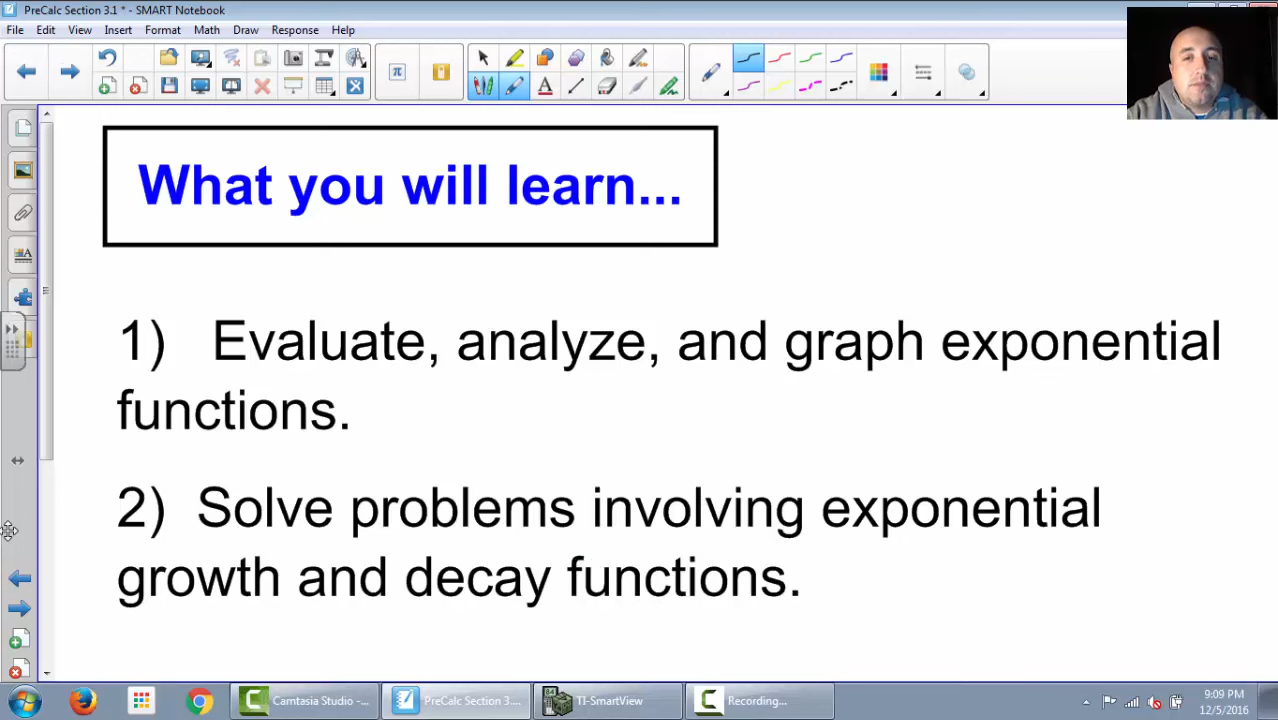 PreCalc Section 3.1 * - SMART Notebook
File Edit View Insert Format Math Draw Response Help
What you will learn...
1) Evaluate, analyze, and graph exponential
functions.
2) Solve problems involving exponential
growth and decay functions.
Camtasia Studio -... PreCalc Section 3.... TI-SmartView Recording...
9:09 PM
12/5/2016